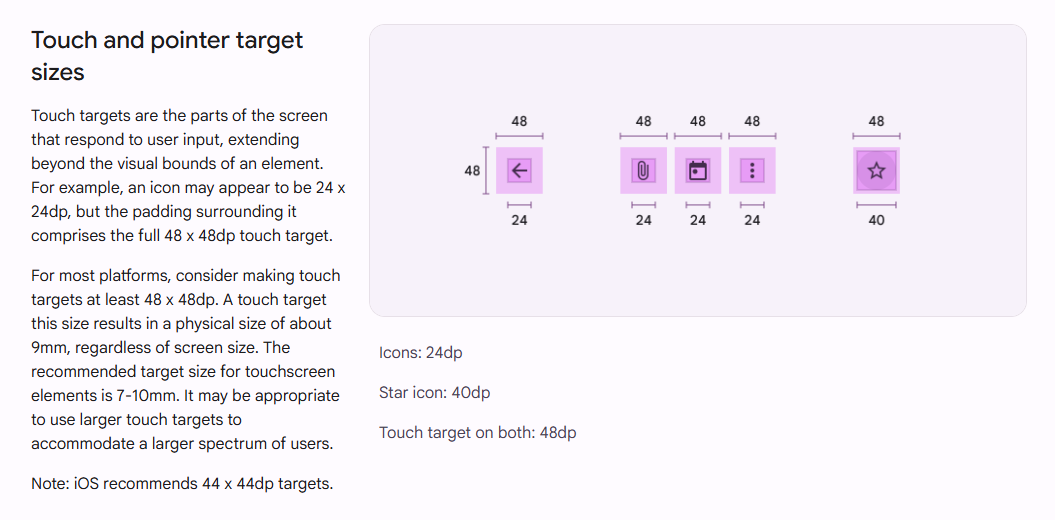 Touch and pointer target
sizes
Touch targets are the parts of the screen
that respond to user input, extending
beyond the visual bounds of an element.
For example, an icon may appear to be 24 x
24dp, but the padding surrounding it
comprises the full 48 x 48dp touch target.
For most platforms, consider making touch
targets at least 48 x 48dp. A touch target
this size results in a physical size of about
9mm, regardless of screen size. The
recommended target size for touchscreen
elements is 7-10mm. It may be appropriate
to use larger touch targets to
accommodate a larger spectrum of users.
Note: iOS recommends 44 x 44dp targets.
48 48 48 48 48
48
24 24 24 24 40
Icons: 24dp
Star icon: 40dp
Touch target on both: 48dp